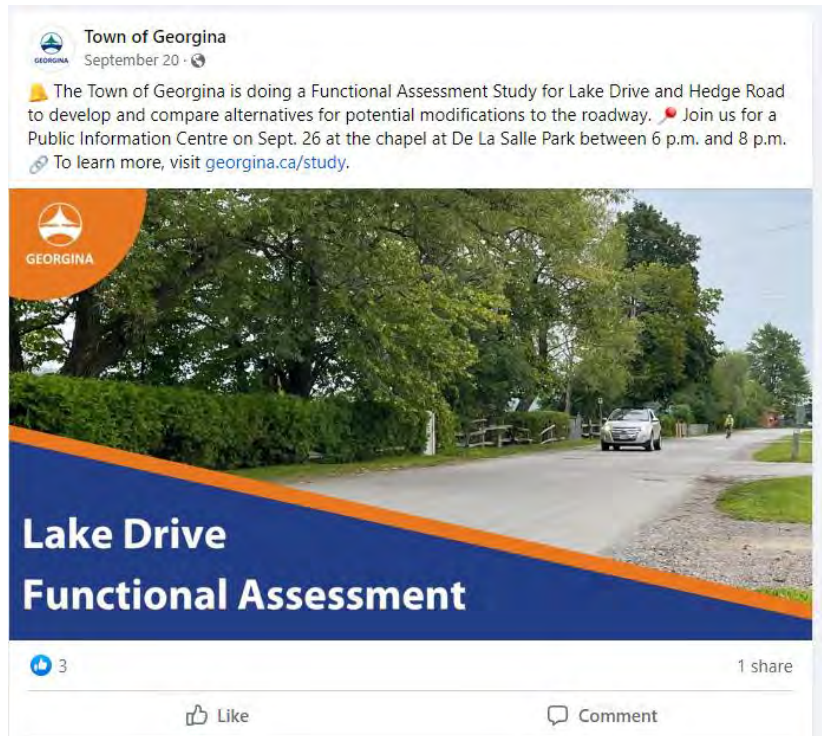 Town of Georgina
GEORGINA
September 20 ·
The Town of Georgina is doing a Functional Assessment Study for Lake Drive and Hedge Road
to develop and compare alternatives for potential modifications to the roadway. 📍 Join us for a
Public Information Centre on Sept. 26 at the chapel at De La Salle Park between 6 p.m. and 8 p.m.
🔗 To learn more, visit georgina.ca/study.
GEORGINA
Lake Drive
Functional Assessment
3
1 share
Like
Comment